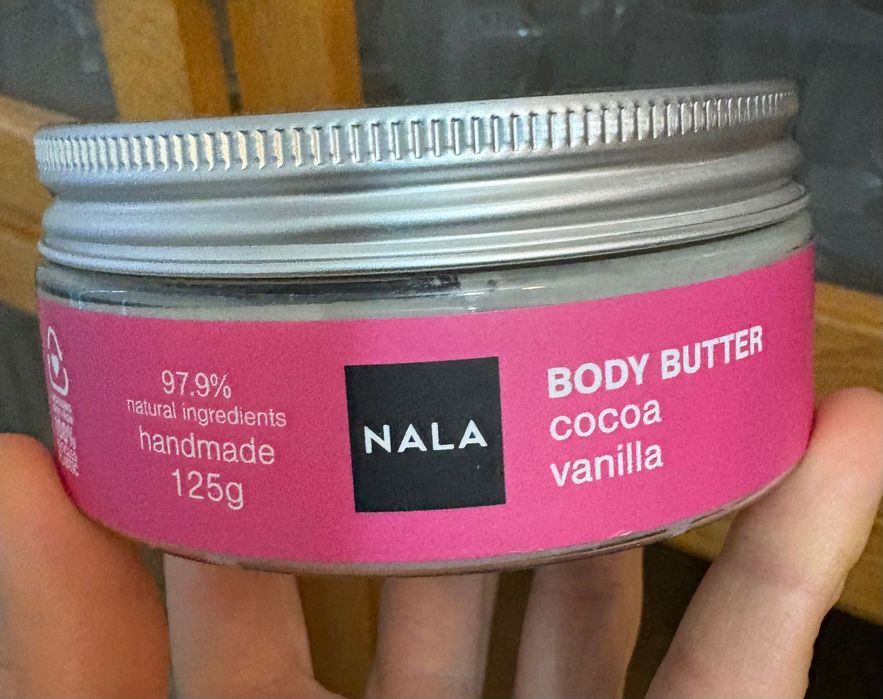 97.9%
natural ingredients
handmade
125g
NALA
BODY BUTTER
cocoa
vanilla